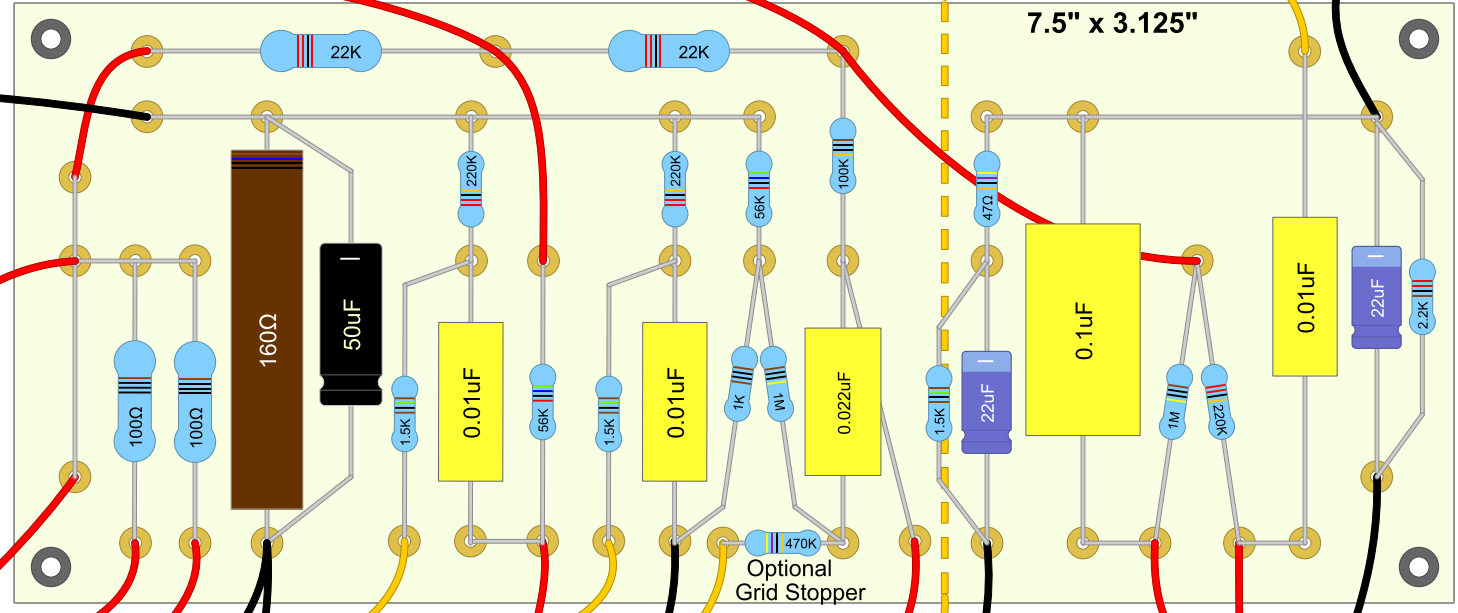 7.5" x 3.125"
22K
22K
220K
220K
56K
100K
47Ω
160Ω
50uF
0.01uF
0.01uF
0.022uF
0.1uF
0.01uF
22uF
2.2K
100Ω
100Ω
1.5K
56K
1.5K
1K
1M
1.5K
22uF
1M
220K
470K
Optional
Grid Stopper